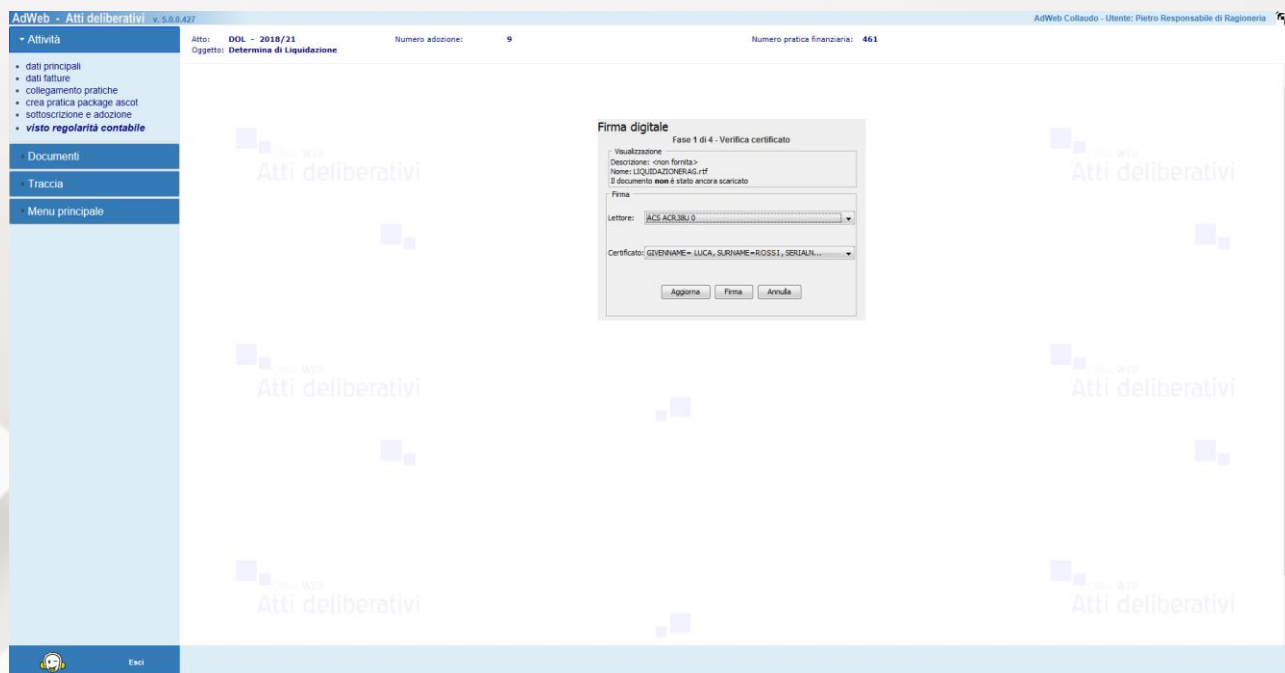 AdWeb - Atti deliberativi v. 5.0.0.427
AdWeb Collaudo - Utente: Pietro Responsabile di Ragioneria
Attività
Atto: DOL - 2018/21 Numero adozione: 9 Numero pratica finanziaria: 461
Oggetto: Determina di Liquidazione
dati principali
dati fatture
collegamento pratiche
crea pratica package ascot
sottoscrizione e adozione
visto regolarità contabile
Documenti
Traccia
Menu principale
Firma digitale
Fase 1 di 4 - Verifica certificato
Visualizzazione
Descrizione: <non fornita>
Nome: LIQUIDAZIONERAG.rtf
Il documento non è stato ancora scaricato
Firma
Lettore: ACS ACR38U 0
Certificato: GIVENNAME= LUCA, SURNAME=ROSSI, SERIALN...
Aggiorna Firma Annulla
Atti deliberativi
Atti deliberativi
Atti deliberativi
Atti deliberativi
Atti deliberativi
Atti deliberativi
Esci